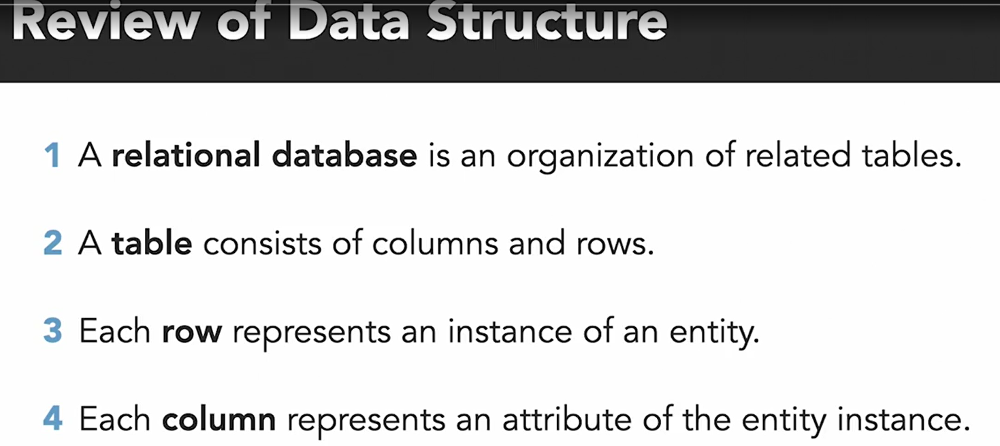 Review of Data Structure
1 A relational database is an organization of related tables.
2 A table consists of columns and rows.
3 Each row represents an instance of an entity.
4 Each column represents an attribute of the entity instance.